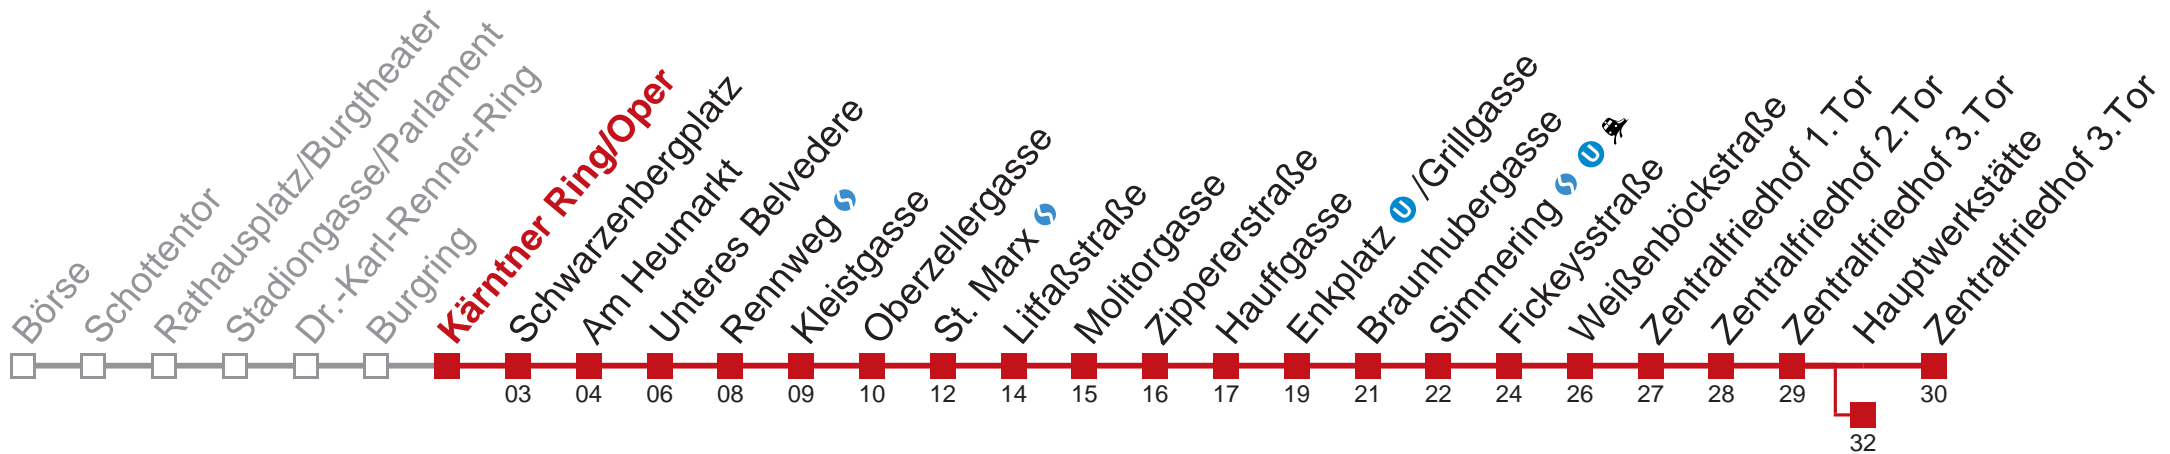 Börse
Schottentor
Rathausplatz/Burgtheater
Stadiongasse/Parlament
Dr.-Karl-Renner-Ring
Burgring
Kärntner Ring/Oper
Schwarzenbergplatz
Am Heumarkt
Unteres Belvedere
Rennweg S
Kleistgasse
Oberzellergasse
St. Marx S
Litfaßstraße
Molitorgasse
Zippererstraße
Hauffgasse
Enkplatz U /Grillgasse
Braunhubergasse
Simmering S U
Fickeysstraße
Weißenböckstraße
Zentralfriedhof 1.Tor
Zentralfriedhof 2.Tor
Zentralfriedhof 3.Tor
Hauptwerkstätte
Zentralfriedhof 3.Tor
03 04 06 08 09 10 12 14 15 16 17 19 21 22 24 26 27 28 29 30
32